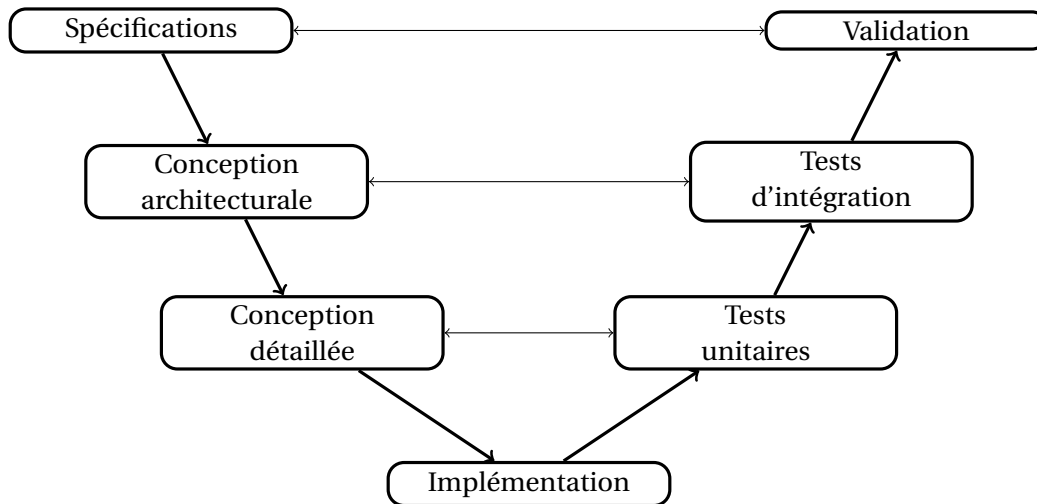 Spécifications
Validation
Conception
architecturale
Tests
d'intégration
Conception
détaillée
Tests
unitaires
Implémentation